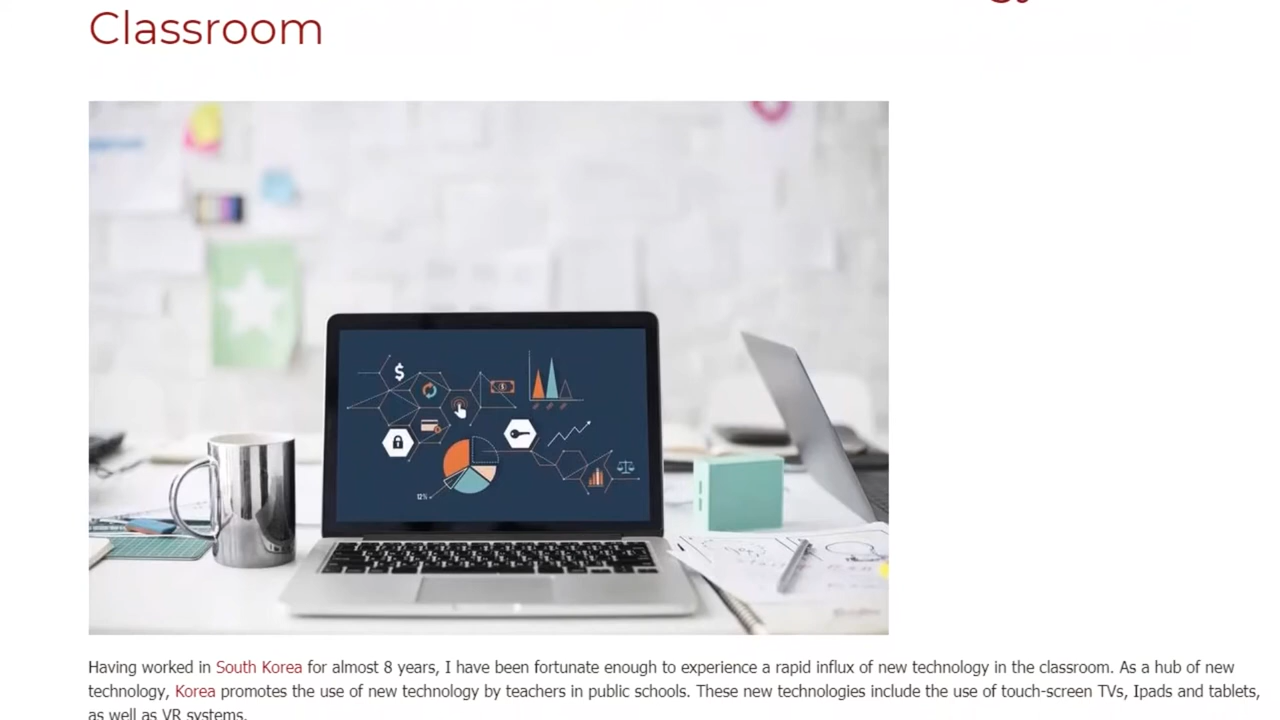 Classroom
$
12%
Having worked in South Korea for almost 8 years, I have been fortunate enough to experience a rapid influx of new technology in the classroom. As a hub of new
technology, Korea promotes the use of new technology by teachers in public schools. These new technologies include the use of touch-screen TVs, Ipads and tablets,
as well as VR systems.